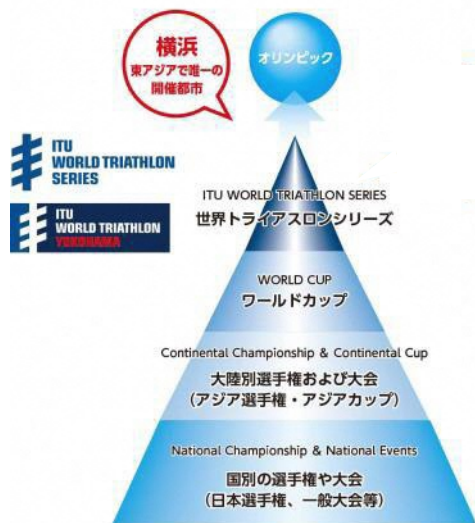 横浜
東アジアで唯一の
開催都市
オリンピック
ITU
WORLD TRIATHLON
SERIES
ITU
WORLD TRIATHLON
YOKOHAMA
ITU WORLD TRIATHLON SERIES
世界トライアスロンシリーズ
WORLD CUP
ワールドカップ
Continental Championship & Continental Cup
大陸別選手権および大会
(アジア選手権・アジアカップ)
National Championship & National Events
国別の選手権や大会
(日本選手権、一般大会等)